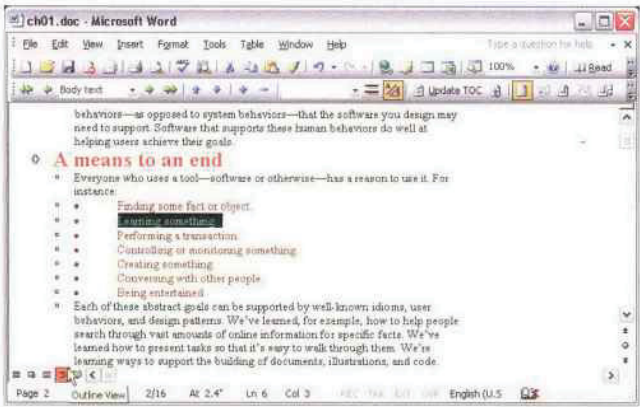 ch01.doc - Microsoft Word
File Edit View Insert Format Tools Table Window Help Type a question for help
100% Read
Body text Update TOC
behaviors—as opposed to system behaviors—that the software you design may
need to support. Software that supports these human behaviors do well at
helping users achieve their goals.
A means to an end
Everyone who uses a tool—software or otherwise—has a reason to use it. For
instance:
Finding some fact or object.
Learning something.
Performing a transaction.
Controlling or monitoring something.
Creating something.
Conversing with other people.
Being entertained.
Each of these abstract goals can be supported by well-known idioms, user
behaviors, and design patterns. We've learned, for example, how to help people
search through vast amounts of online information for specific facts. We've
learned how to present tasks so that it's easy to walk through them. We're
learning ways to support the building of documents, illustrations, and code.
Page 2 Outline View 2/16 At 2.4" Ln 6 Col 3 REC TRK EXT OVR English (U.S